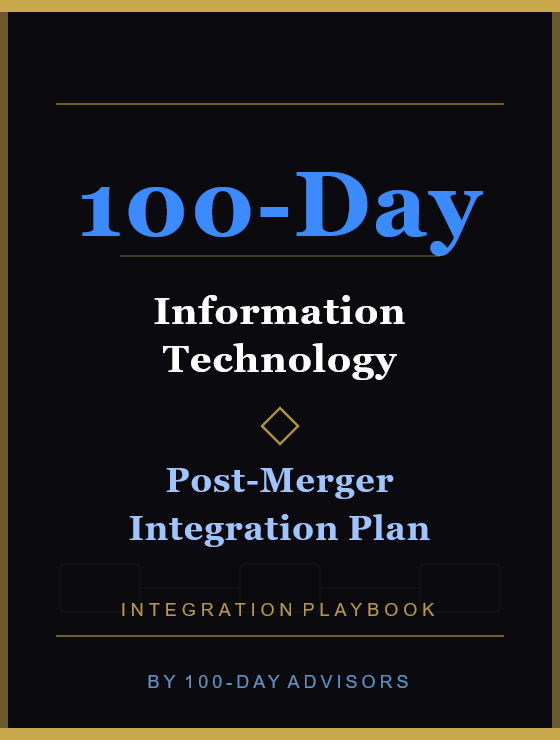 100-Day
Information
Technology
Post-Merger
Integration Plan
INTEGRATION PLAYBOOK
BY 100-DAY ADVISORS